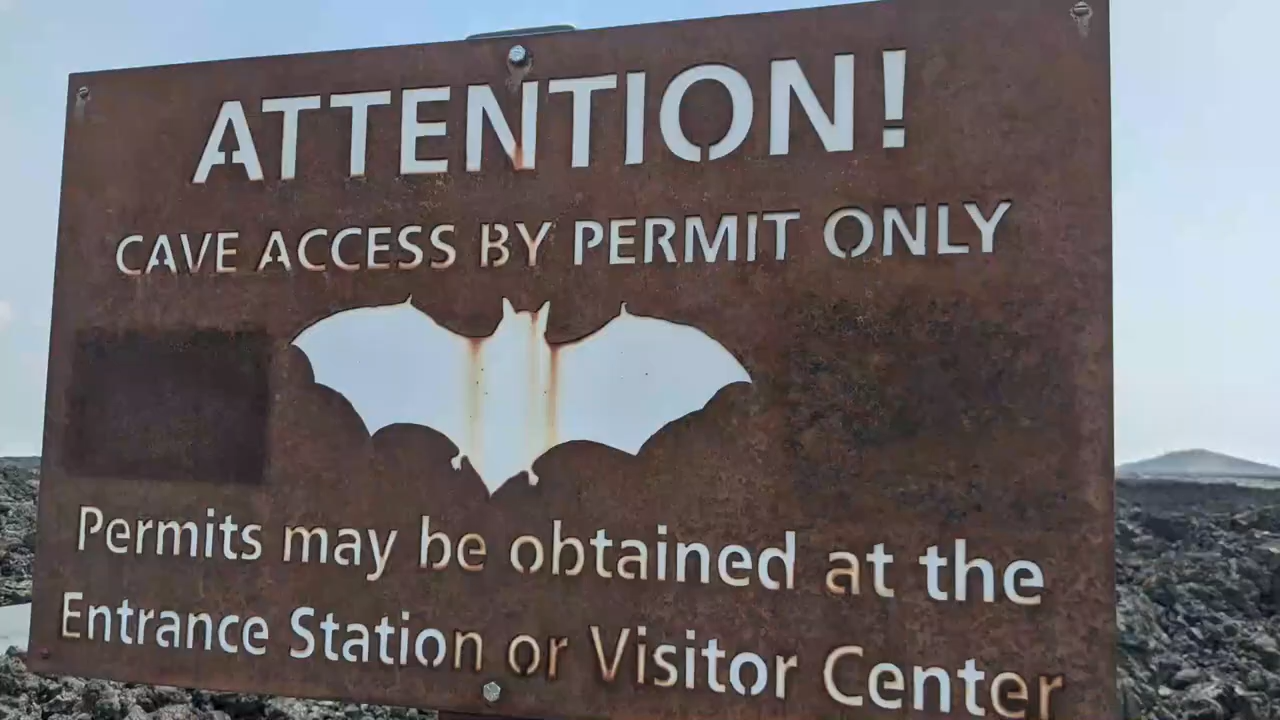 ATTENTION!
CAVE ACCESS BY PERMIT ONLY
Permits may be obtained at the
Entrance Station or Visitor Center